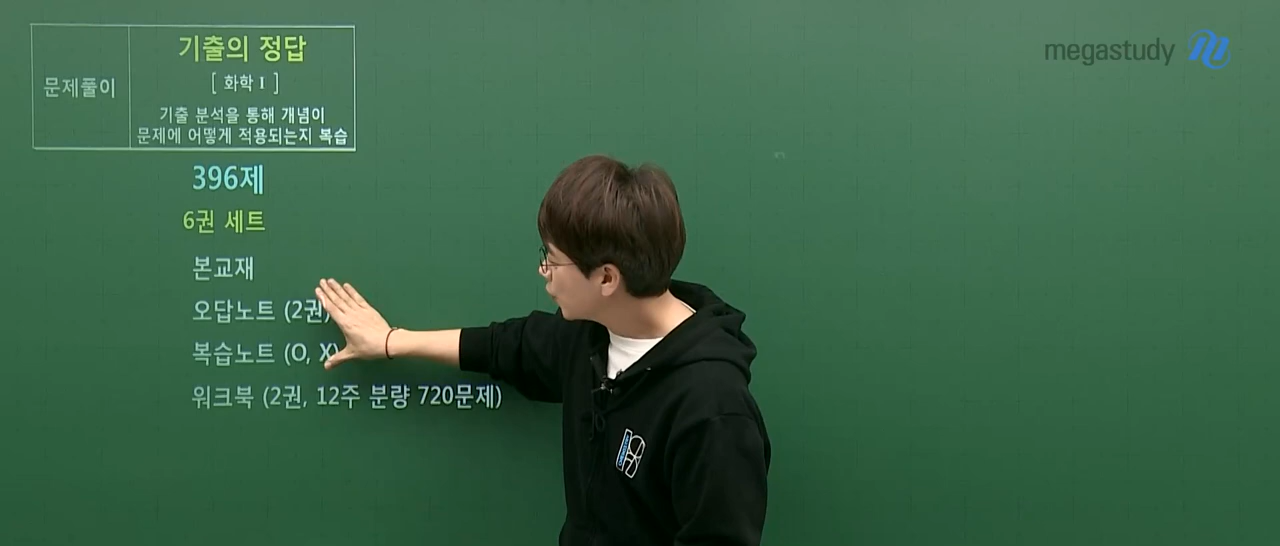 문제풀이
기출의 정답
[ 화학 I ]
기출 분석을 통해 개념이
문제에 어떻게 적용되는지 복습
396제
6권 세트
본교재
오답노트 (2권)
복습노트 (O, X)
워크북 (2권, 12주 분량 720문제)
megastudy